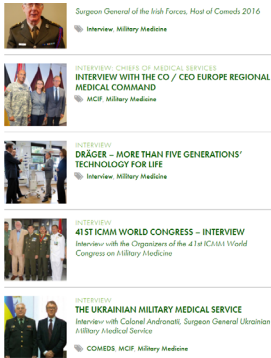 Surgeon General of the Irish Forces, Host of Comeds 2016
Interview, Military Medicine
INTERVIEW: CHIEFS OF MEDICAL SERVICES
INTERVIEW WITH THE CO / CEO EUROPE REGIONAL
MEDICAL COMMAND
MCIF, Military Medicine
INTERVIEW
DRÄGER – MORE THAN FIVE GENERATIONS’
TECHNOLOGY FOR LIFE
Interview, Military Medicine
INTERVIEW
41ST ICMM WORLD CONGRESS – INTERVIEW
Interview with the Organizers of the 41st ICMM World
Congress on Military Medicine
INTERVIEW
THE UKRAINIAN MILITARY MEDICAL SERVICE
Interview with Colonel Andronatii, Surgeon General Ukrainian
Military Medical Service
COMEDS, MCIF, Military Medicine